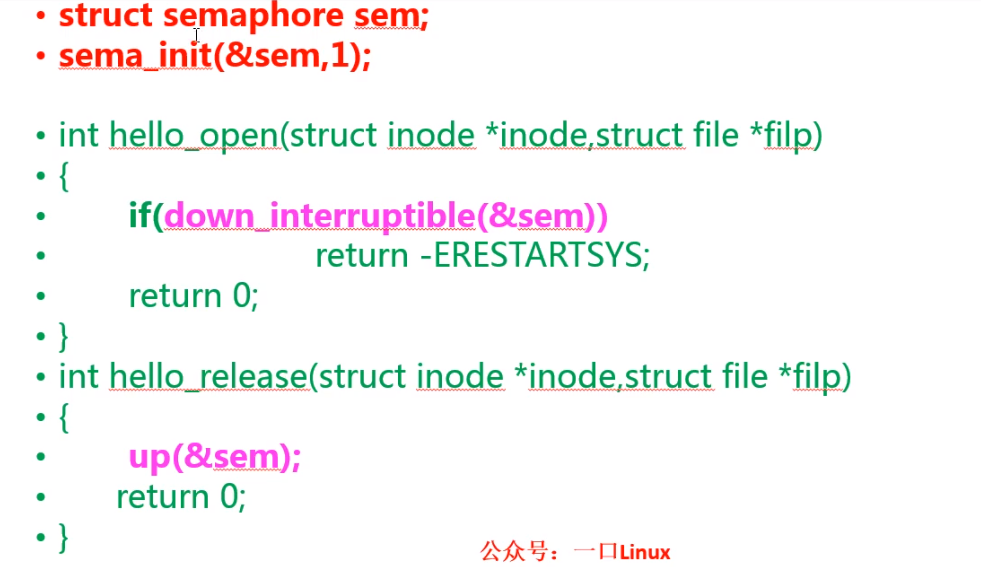 • struct semaphore sem;
• sema_init(&sem,1);
• int hello_open(struct inode *inode,struct file *filp)
• {
• if(down_interruptible(&sem))
• return -ERESTARTSYS;
• return 0;
• }
• int hello_release(struct inode *inode,struct file *filp)
• {
• up(&sem);
• return 0;
• }
公众号：一口Linux